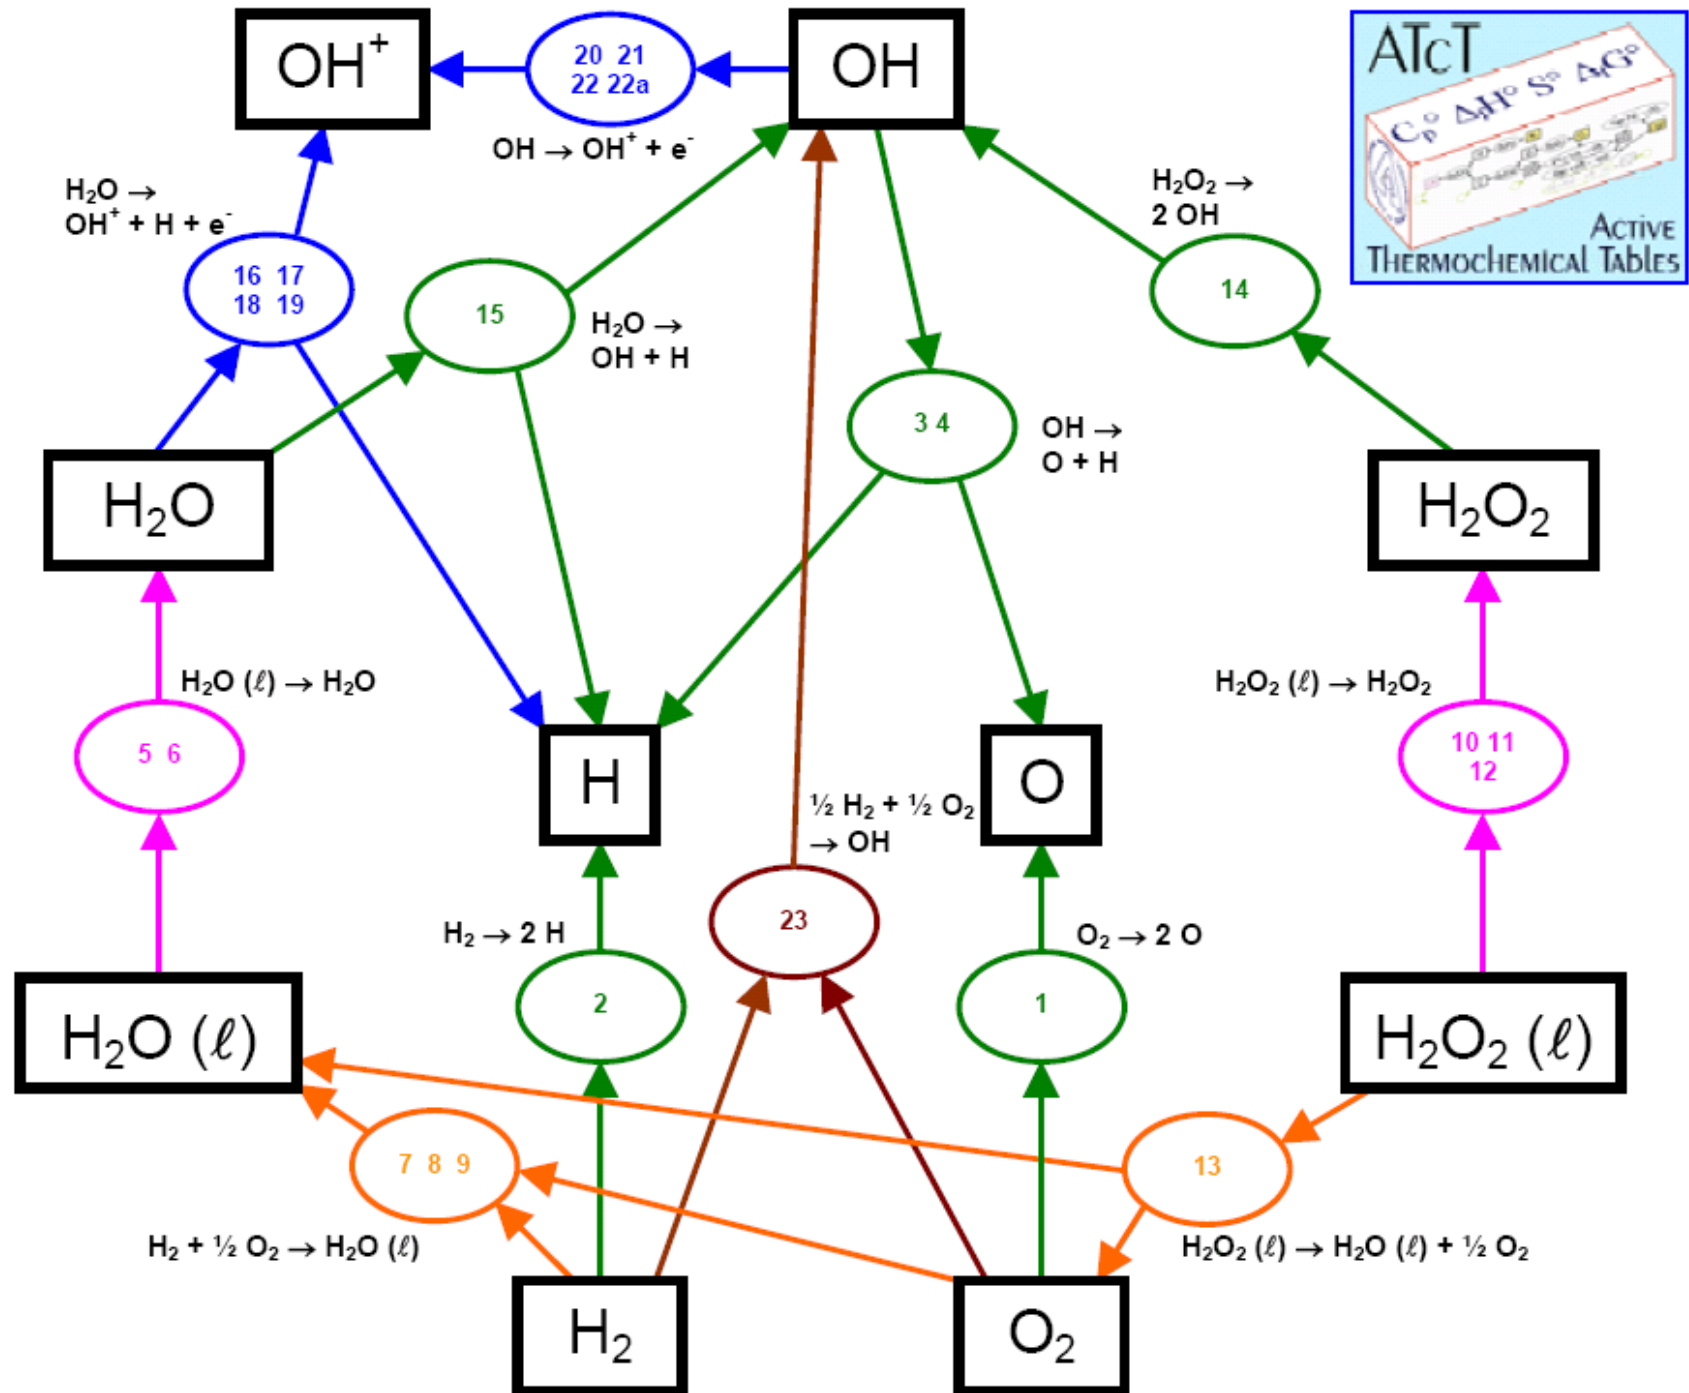 OH⁺
20 21
22 22a
OH
OH → OH⁺ + e⁻
ATcT
Cp° ΔfH° S° ΔfG°
ACTIVE
THERMOCHEMICAL TABLES
H₂O →
OH⁺ + H + e⁻
H₂O₂ →
2 OH
16 17
18 19
15
H₂O →
OH + H
14
3 4
OH →
O + H
H₂O
H₂O₂
H₂O (ℓ) → H₂O
H₂O₂ (ℓ) → H₂O₂
5 6
10 11
12
H
O
½ H₂ + ½ O₂
→ OH
23
H₂ → 2 H
O₂ → 2 O
2
1
H₂O (ℓ)
H₂O₂ (ℓ)
7 8 9
13
H₂ + ½ O₂ → H₂O (ℓ)
H₂O₂ (ℓ) → H₂O (ℓ) + ½ O₂
H₂
O₂